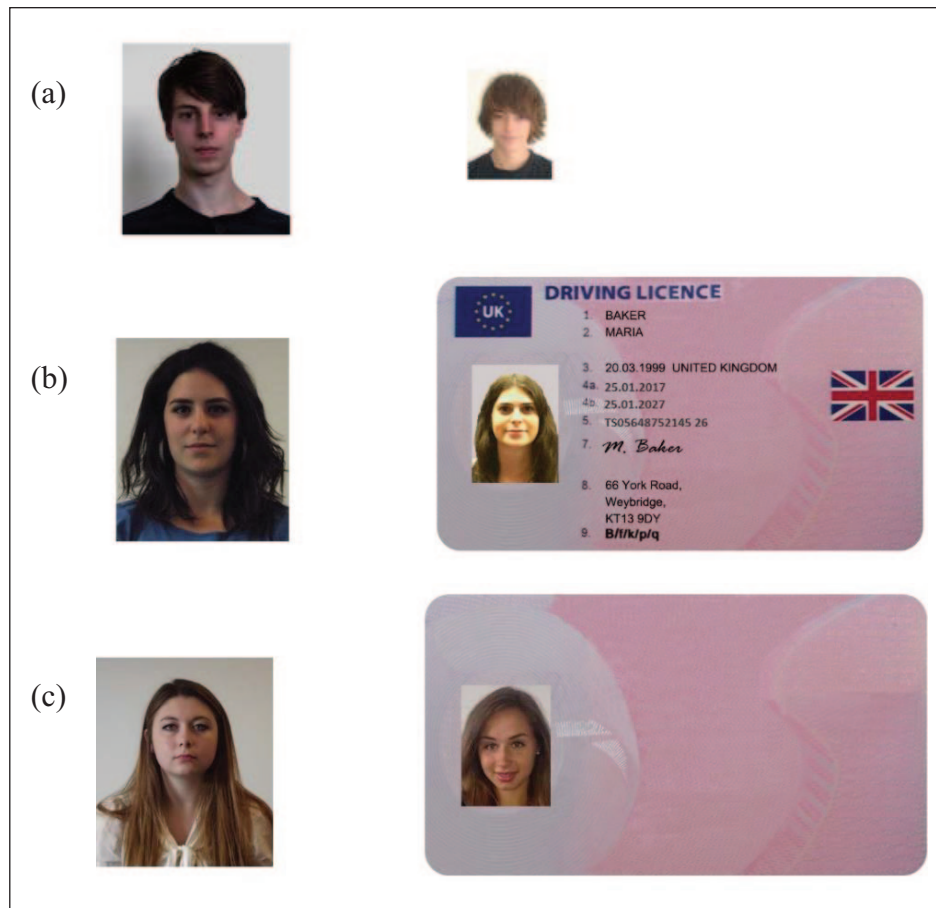 (a)
(b)
UK
DRIVING LICENCE
1. BAKER
2. MARIA
3. 20.03.1999 UNITED KINGDOM
4a. 25.01.2017
4b. 25.01.2027
5. TS05648752145 26
7. M. Baker
8. 66 York Road,
Weybridge,
KT13 9DY
9. B/f/k/p/q
(c)